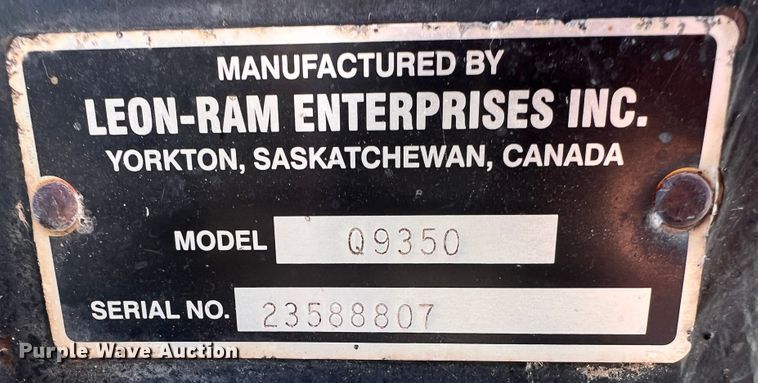 MANUFACTURED BY
LEON-RAM ENTERPRISES INC.
YORKTON, SASKATCHEWAN, CANADA
MODEL Q9350
SERIAL NO. 23588807
Purple Wave Auction